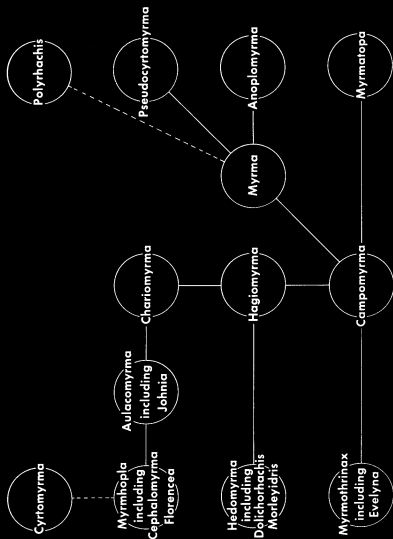 Cyrtomyrma
Polyrhachis
Myrmhopla
including
Cephalomyrma
Florencea
Aulacomyrma
including
Johnia
Chariomyrma
Pseudocyrtomyrma
Hedomyrma
including
Dolichorhachis
Morleyidris
Hagiomyrma
Myrma
Anoplomyrma
Myrmothrinax
including
Evelyna
Campomyrma
Myrmatopa